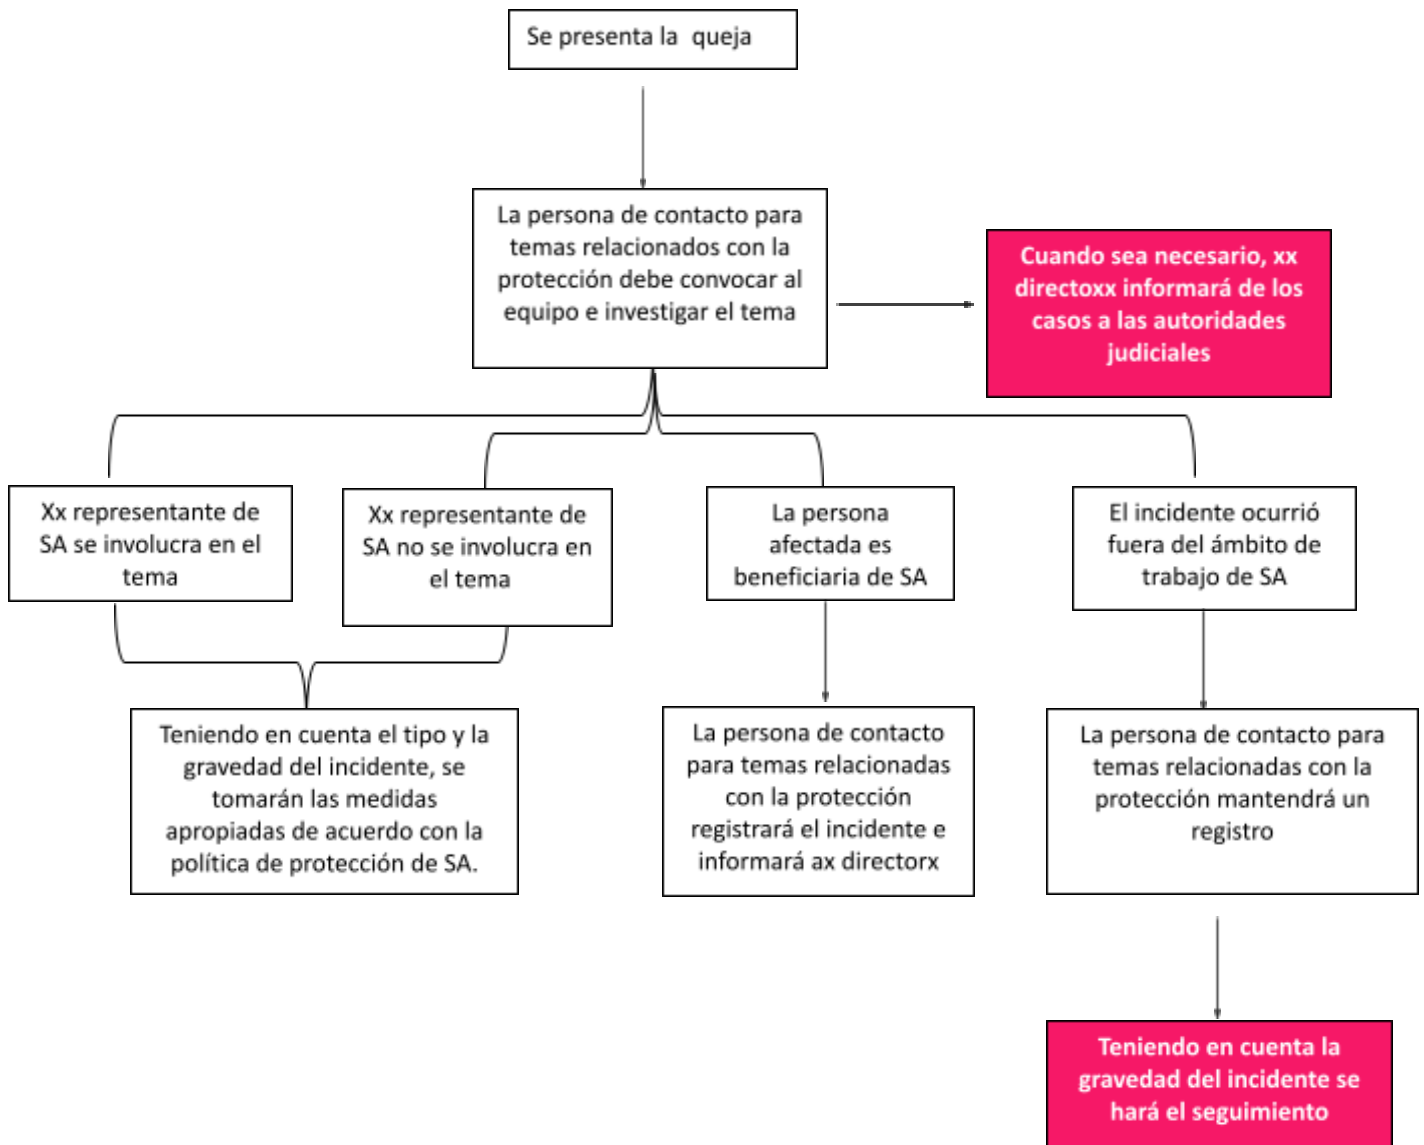 Se presenta la queja
La persona de contacto para
temas relacionados con la
protección debe convocar al
equipo e investigar el tema
Cuando sea necesario, xx
directoxx informará de los
casos a las autoridades
judiciales
Xx representante de
SA se involucra en el
tema
Xx representante de
SA no se involucra en
el tema
La persona
afectada es
beneficiaria de SA
El incidente ocurrió
fuera del ámbito de
trabajo de SA
Teniendo en cuenta el tipo y la
gravedad del incidente, se
tomarán las medidas
apropiadas de acuerdo con la
política de protección de SA.
La persona de contacto
para temas relacionadas
con la protección
registrará el incidente e
informará ax directorx
La persona de contacto para
temas relacionadas con la
protección mantendrá un
registro
Teniendo en cuenta la
gravedad del incidente se
hará el seguimiento